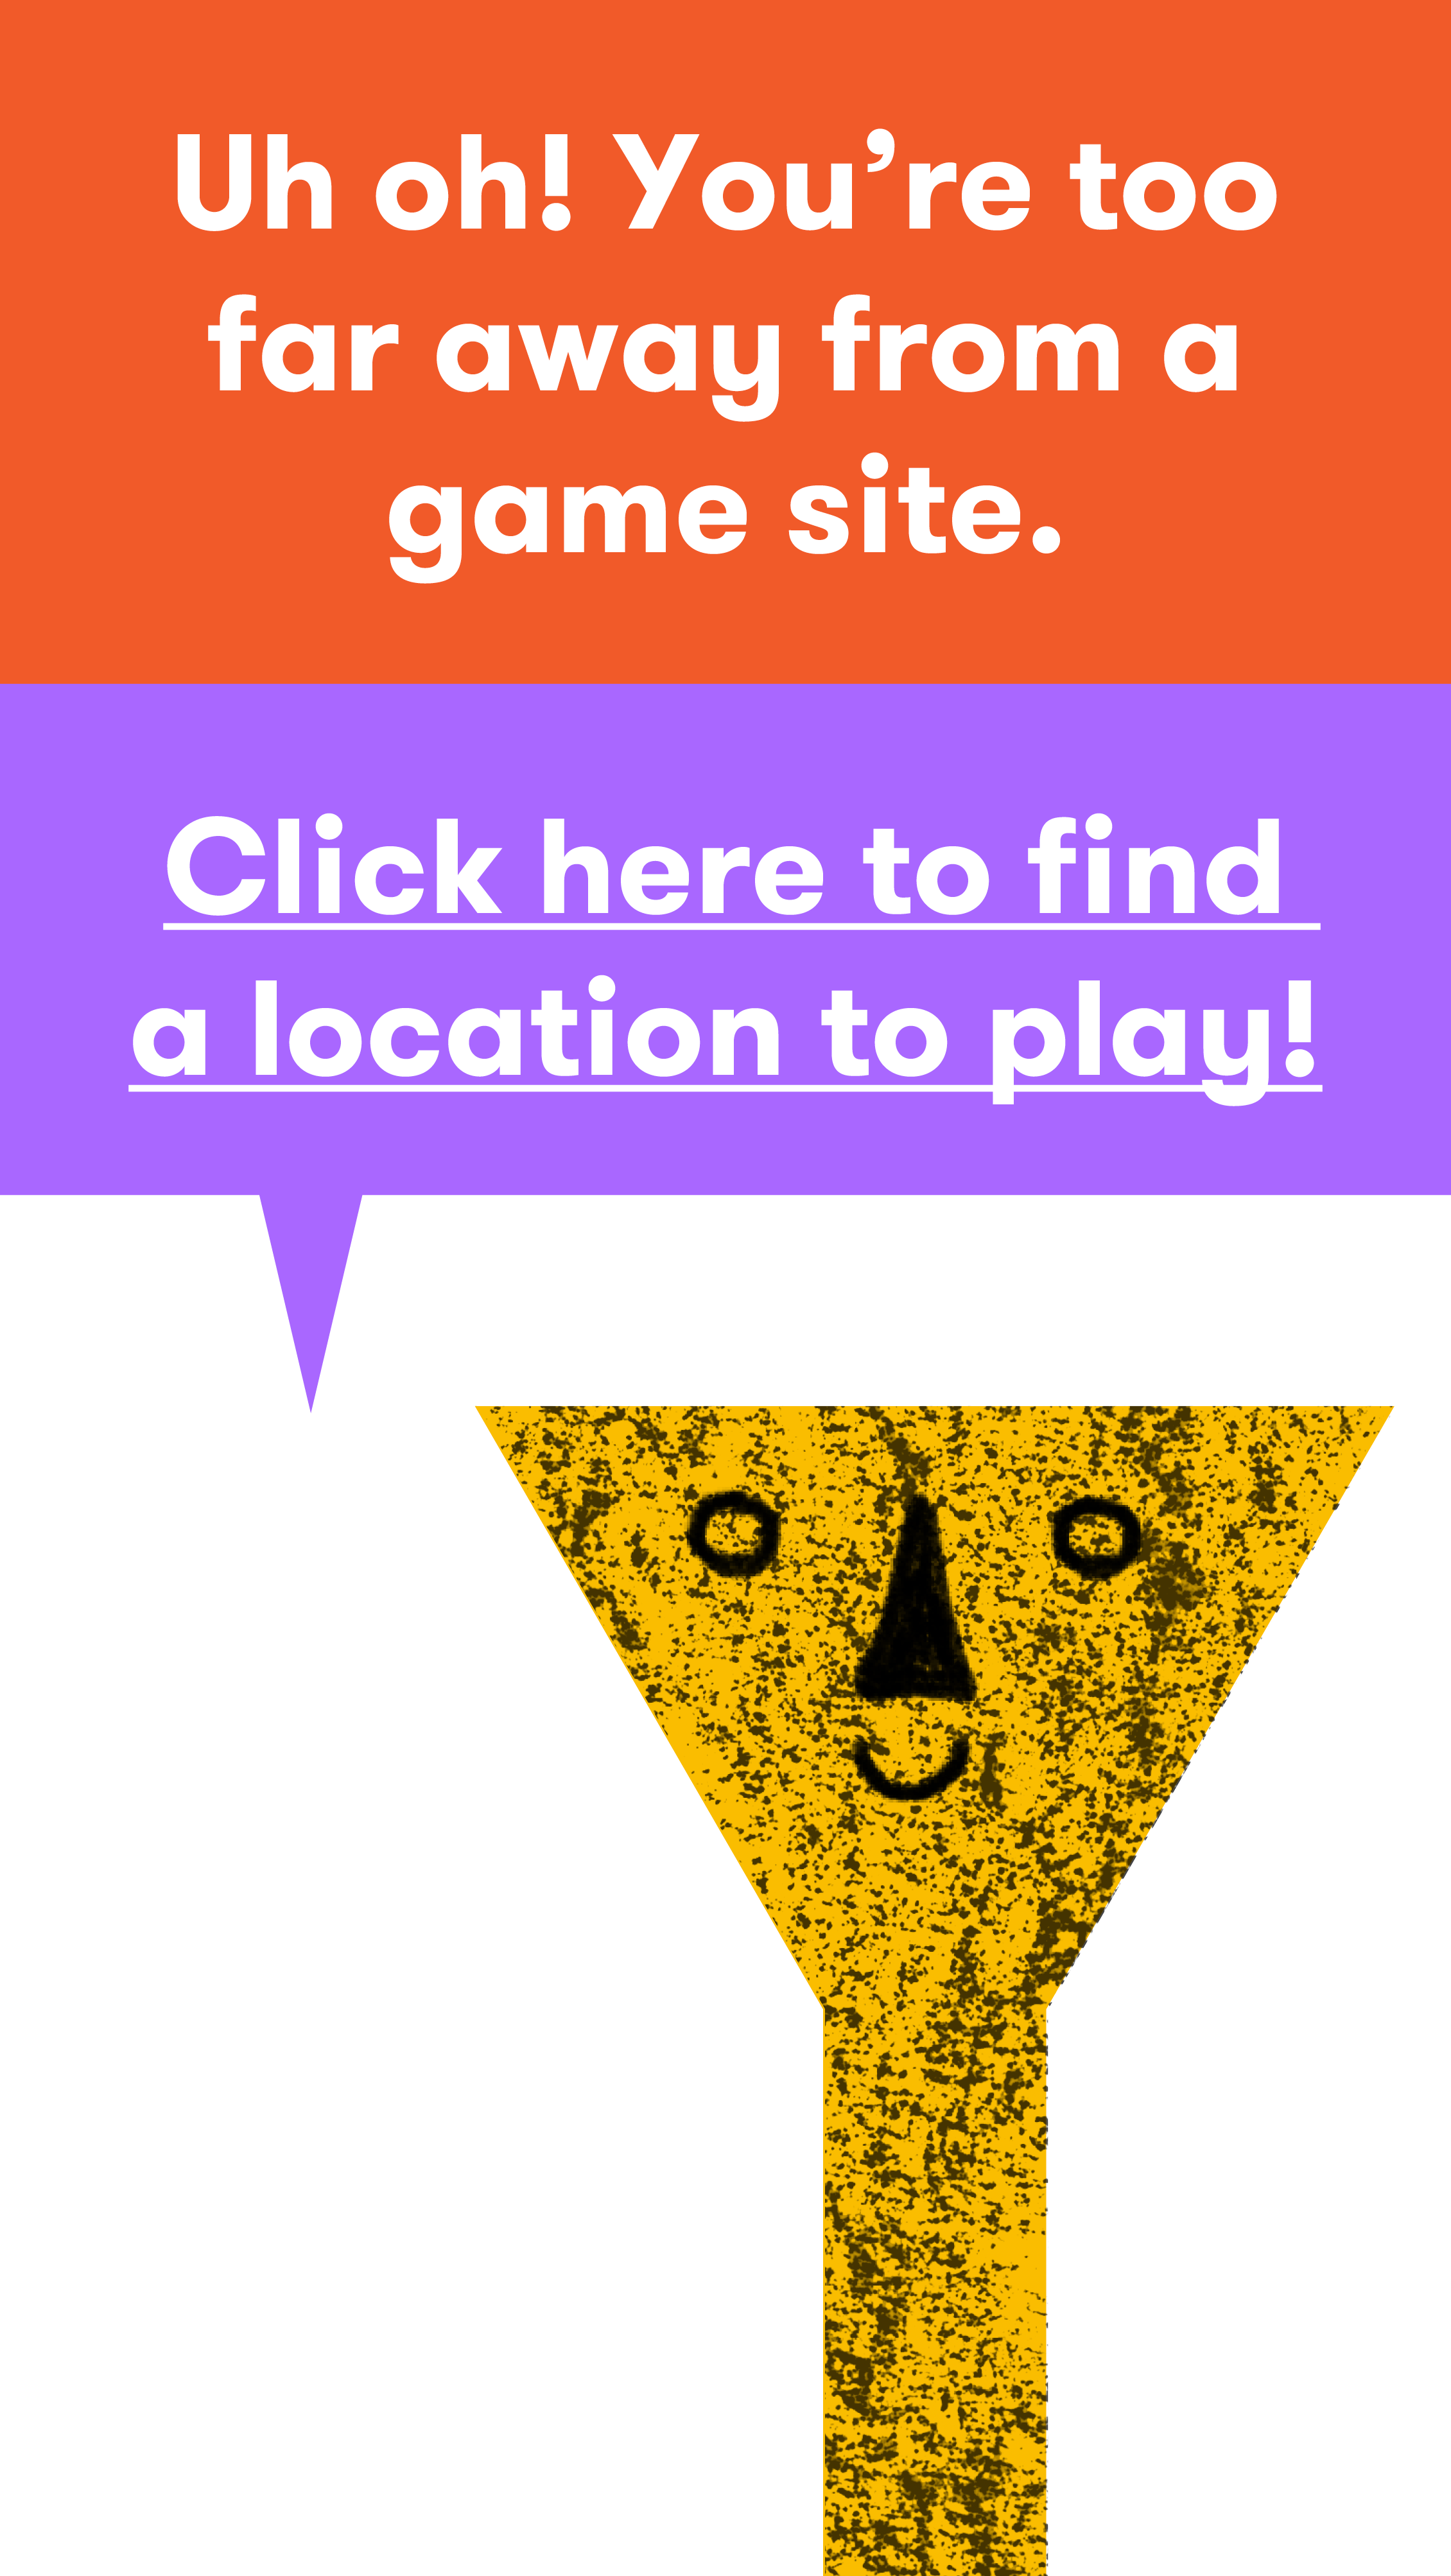 Uh oh! You’re too
far away from a
game site.
Click here to find
a location to play!